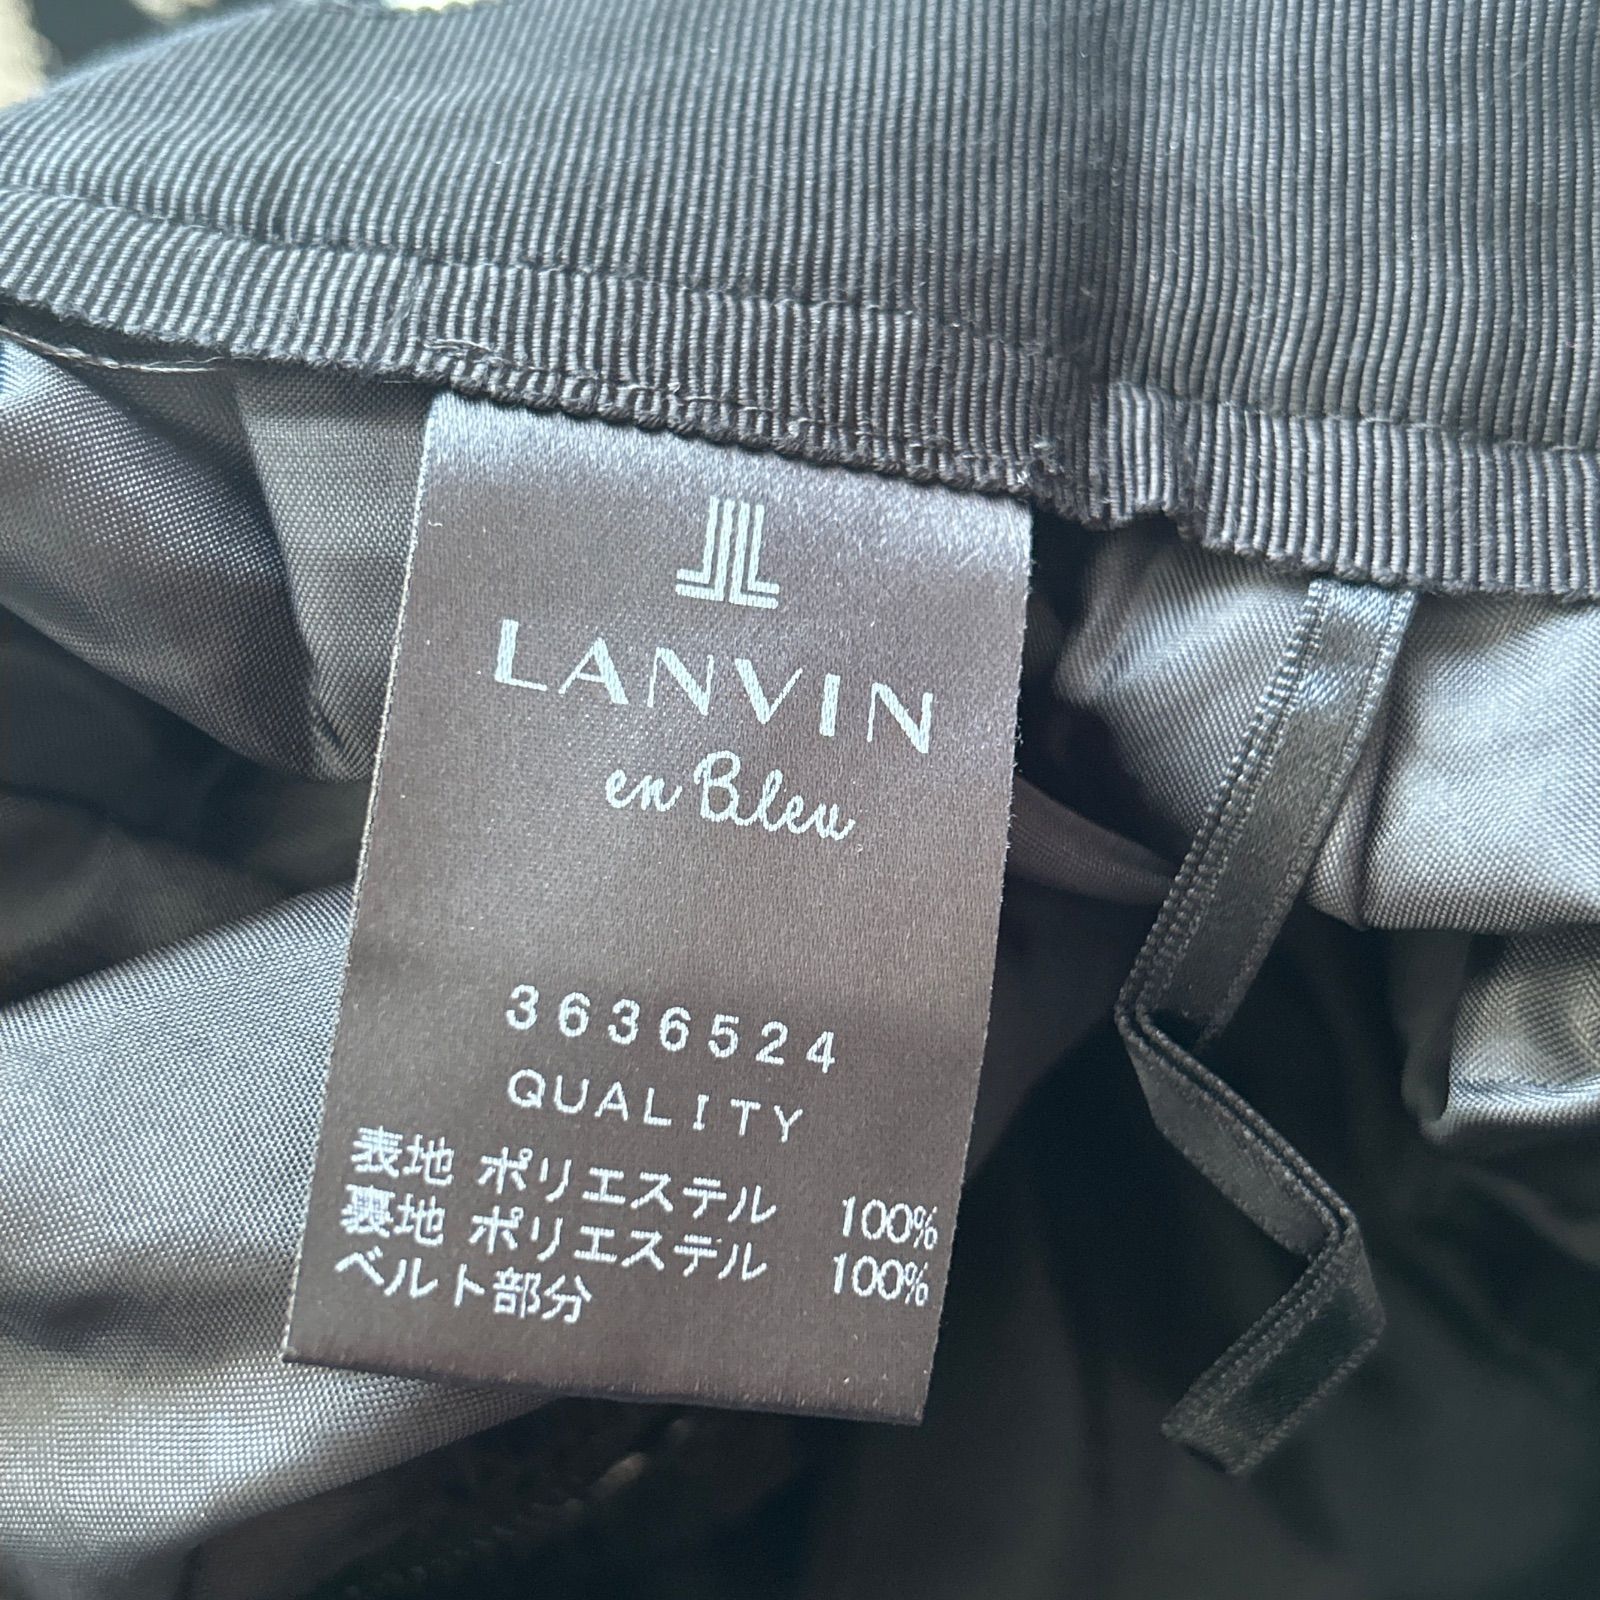 LANVIN
en Bleu
3636524
QUALITY
表地 ポリエステル 100%
裏地 ポリエステル 100%
ベルト部分